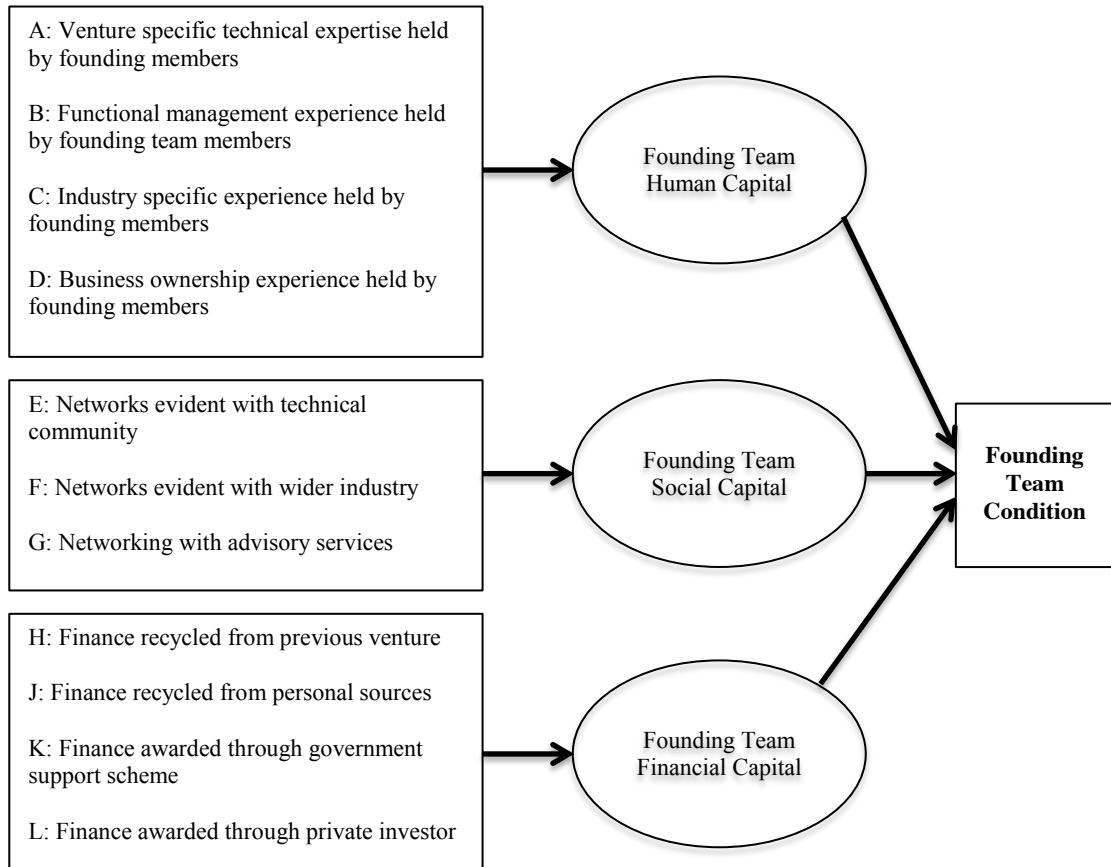 A: Venture specific technical expertise held
by founding members
B: Functional management experience held
by founding team members
C: Industry specific experience held by
founding members
D: Business ownership experience held by
founding members
Founding Team
Human Capital
E: Networks evident with technical
community
F: Networks evident with wider industry
G: Networking with advisory services
Founding Team
Social Capital
H: Finance recycled from previous venture
J: Finance recycled from personal sources
K: Finance awarded through government
support scheme
L: Finance awarded through private investor
Founding Team
Financial Capital
Founding
Team
Condition